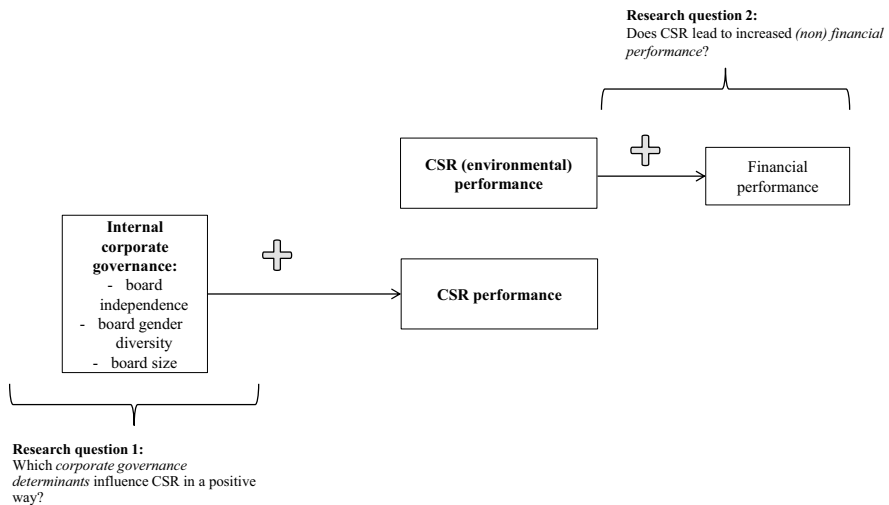 Research question 2:
Does CSR lead to increased (non) financial
performance?
CSR (environmental)
performance
Financial
performance
Internal
corporate
governance:
- board
independence
- board gender
diversity
- board size
CSR performance
Research question 1:
Which corporate governance
determinants influence CSR in a positive
way?